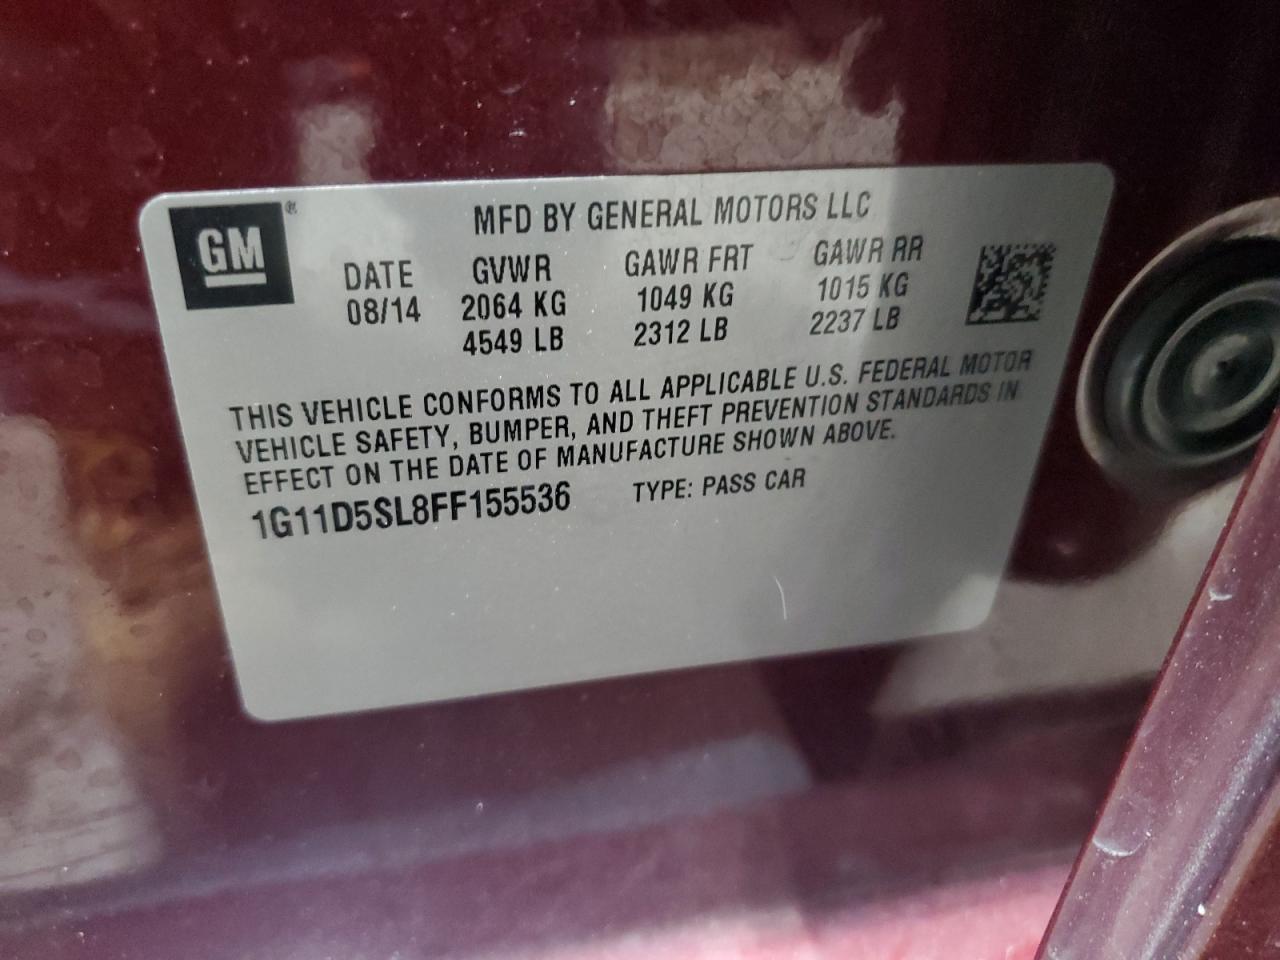 GM®
MFD BY GENERAL MOTORS LLC
DATE GVWR GAWR FRT GAWR RR
08/14 2064 KG 1049 KG 1015 KG
4549 LB 2312 LB 2237 LB
THIS VEHICLE CONFORMS TO ALL APPLICABLE U.S. FEDERAL MOTOR
VEHICLE SAFETY, BUMPER, AND THEFT PREVENTION STANDARDS IN
EFFECT ON THE DATE OF MANUFACTURE SHOWN ABOVE.
1G11D5SL8FF155536 TYPE: PASS CAR